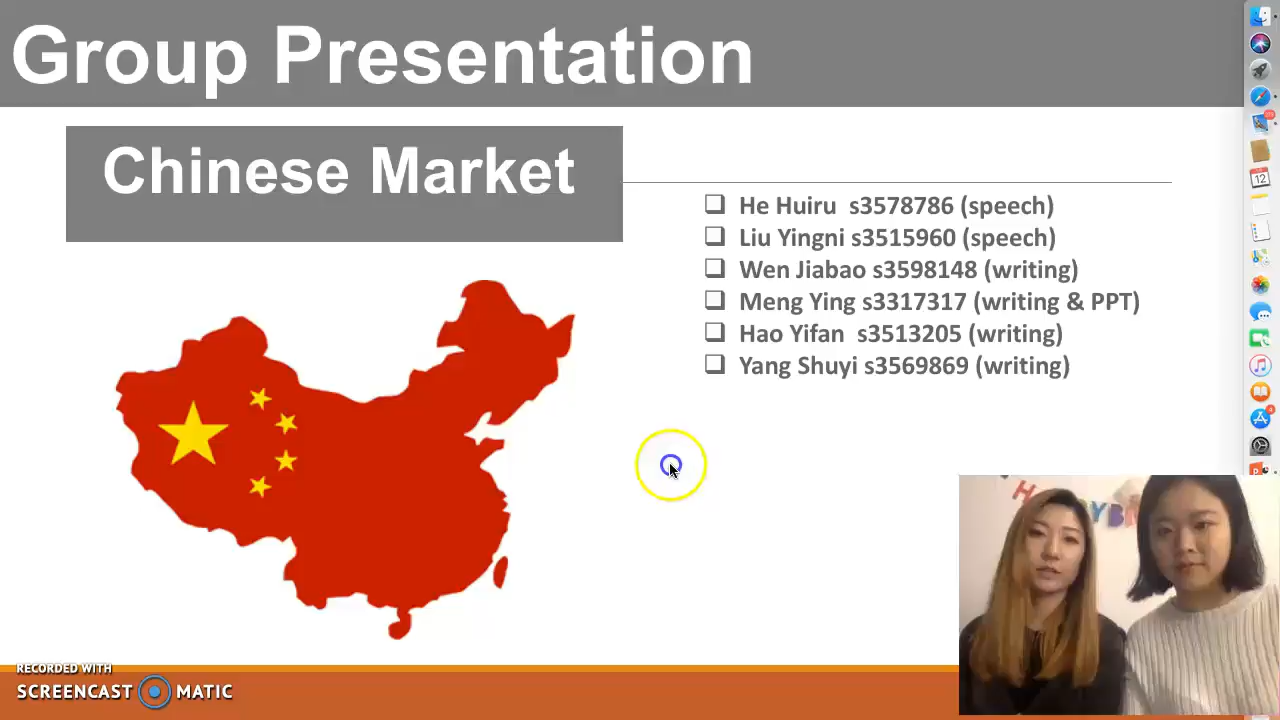 Group Presentation
Chinese Market
He Huiru s3578786 (speech)
Liu Yingni s3515960 (speech)
Wen Jiabao s3598148 (writing)
Meng Ying s3317317 (writing & PPT)
Hao Yifan s3513205 (writing)
Yang Shuyi s3569869 (writing)
12
RECORDED WITH
SCREENCAST MATIC